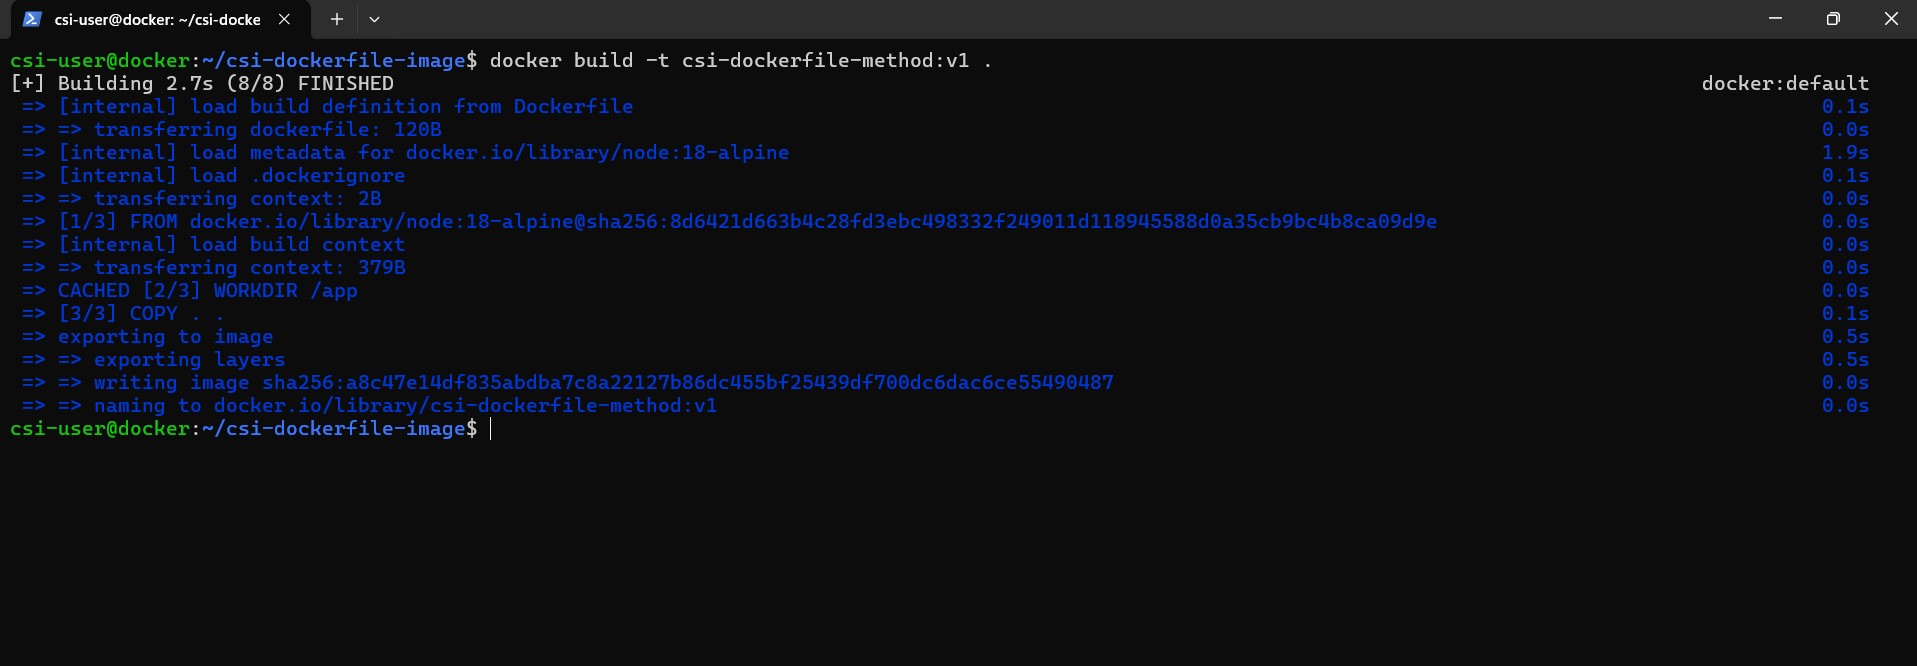 csi-user@docker: ~/csi-docke
csi-user@docker:~/csi-dockerfile-image$ docker build -t csi-dockerfile-method:v1 .
[+] Building 2.7s (8/8) FINISHED docker:default
=> [internal] load build definition from Dockerfile 0.1s
=> => transferring dockerfile: 120B 0.0s
=> [internal] load metadata for docker.io/library/node:18-alpine 1.9s
=> [internal] load .dockerignore 0.1s
=> => transferring context: 2B 0.0s
=> [1/3] FROM docker.io/library/node:18-alpine@sha256:8d6421d663b4c28fd3ebc498332f249011d118945588d0a35cb9bc4b8ca09d9e 0.0s
=> [internal] load build context 0.0s
=> => transferring context: 379B 0.0s
=> CACHED [2/3] WORKDIR /app 0.0s
=> [3/3] COPY . . 0.1s
=> exporting to image 0.5s
=> => exporting layers 0.5s
=> => writing image sha256:a8c47e14df835abdba7c8a22127b86dc455bf25439df700dc6dac6ce55490487 0.0s
=> => naming to docker.io/library/csi-dockerfile-method:v1 0.0s
csi-user@docker:~/csi-dockerfile-image$